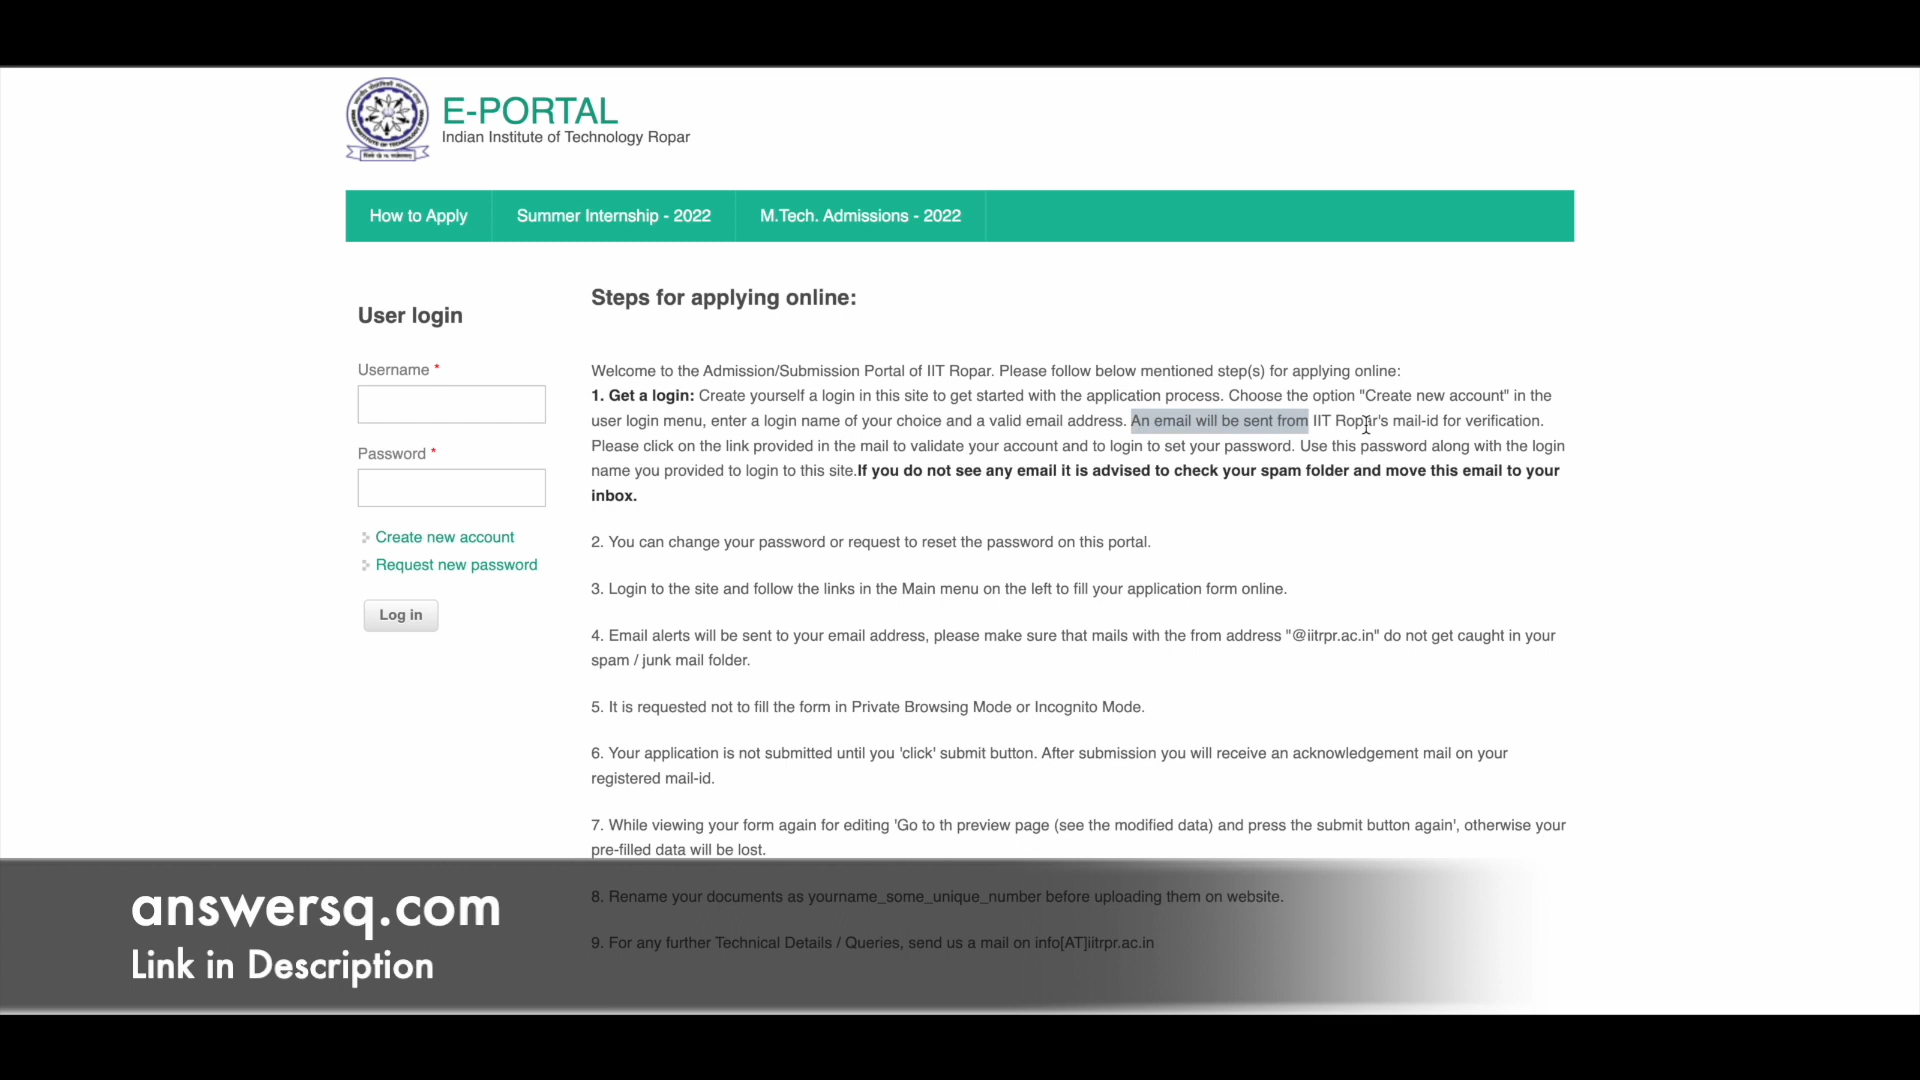 E-PORTAL
Indian Institute of Technology Ropar
How to Apply
Summer Internship - 2022
M.Tech. Admissions - 2022
User login
Username *
Password *
Create new account
Request new password
Log in
Steps for applying online:
Welcome to the Admission/Submission Portal of IIT Ropar. Please follow below mentioned step(s) for applying online:
1. Get a login: Create yourself a login in this site to get started with the application process. Choose the option "Create new account" in the
user login menu, enter a login name of your choice and a valid email address. An email will be sent from IIT Ropar's mail-id for verification.
Please click on the link provided in the mail to validate your account and to login to set your password. Use this password along with the login
name you provided to login to this site.If you do not see any email it is advised to check your spam folder and move this email to your
inbox.
2. You can change your password or request to reset the password on this portal.
3. Login to the site and follow the links in the Main menu on the left to fill your application form online.
4. Email alerts will be sent to your email address, please make sure that mails with the from address "@iitrpr.ac.in" do not get caught in your
spam / junk mail folder.
5. It is requested not to fill the form in Private Browsing Mode or Incognito Mode.
6. Your application is not submitted until you 'click' submit button. After submission you will receive an acknowledgement mail on your
registered mail-id.
7. While viewing your form again for editing 'Go to th preview page (see the modified data) and press the submit button again', otherwise your
pre-filled data will be lost.
8. Rename your documents as yourname_some_unique_number before uploading them on website.
9. For any further Technical Details / Queries, send us a mail on info[AT]iitrpr.ac.in
answersq.com
Link in Description